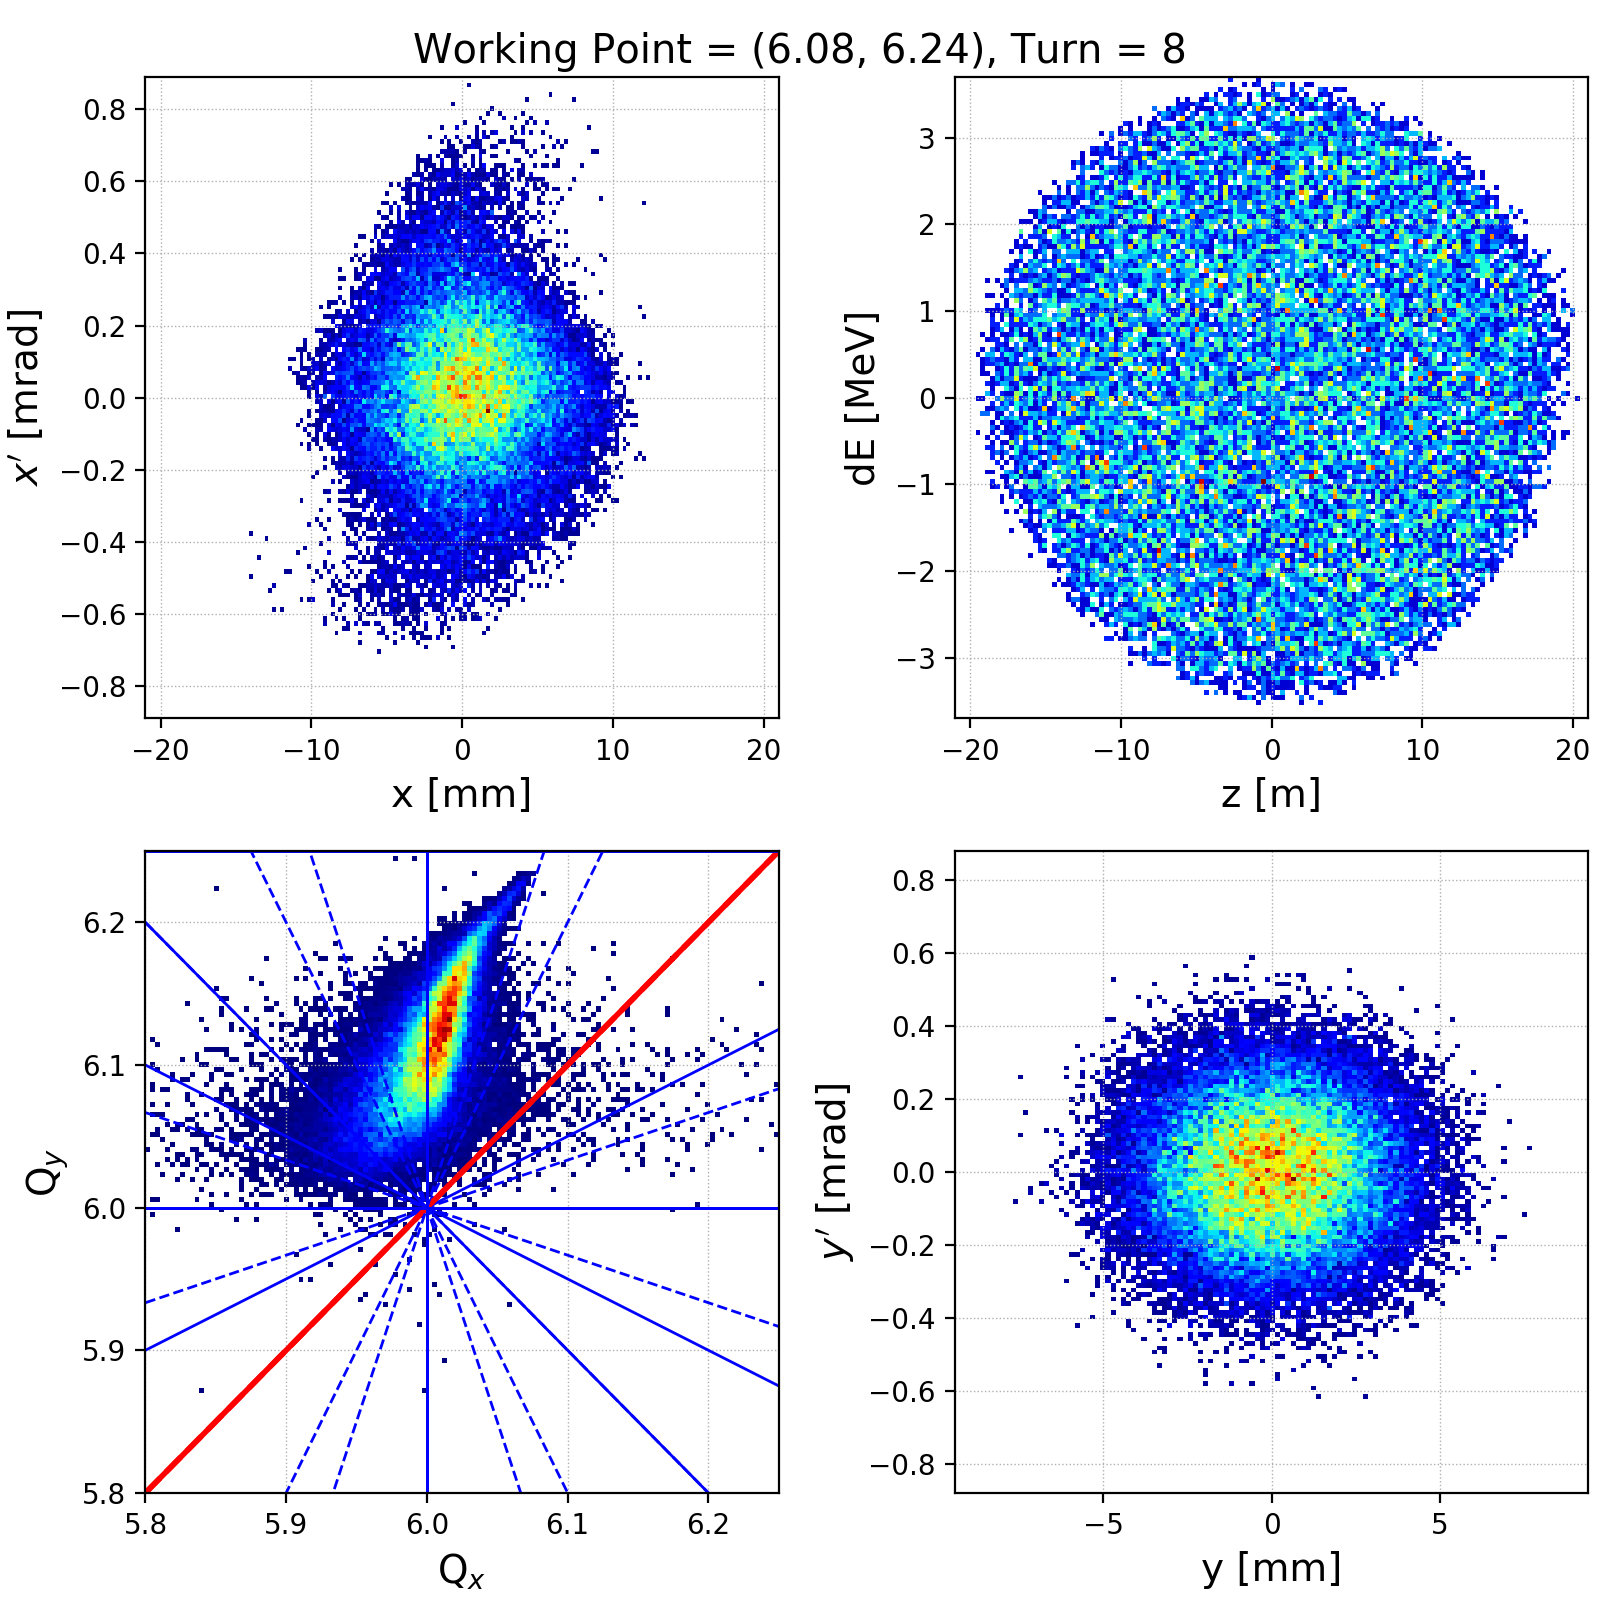 Working Point = (6.08, 6.24), Turn = 8
0.8
0.6
0.4
0.2
0.0
−0.2
−0.4
−0.6
−0.8
x′ [mrad]
−20 −10 0 10 20
x [mm]
3
2
1
0
−1
−2
−3
dE [MeV]
−20 −10 0 10 20
z [m]
6.2
6.1
6.0
5.9
5.8
Qy
5.8 5.9 6.0 6.1 6.2
Qx
0.8
0.6
0.4
0.2
0.0
−0.2
−0.4
−0.6
−0.8
y′ [mrad]
−5 0 5
y [mm]